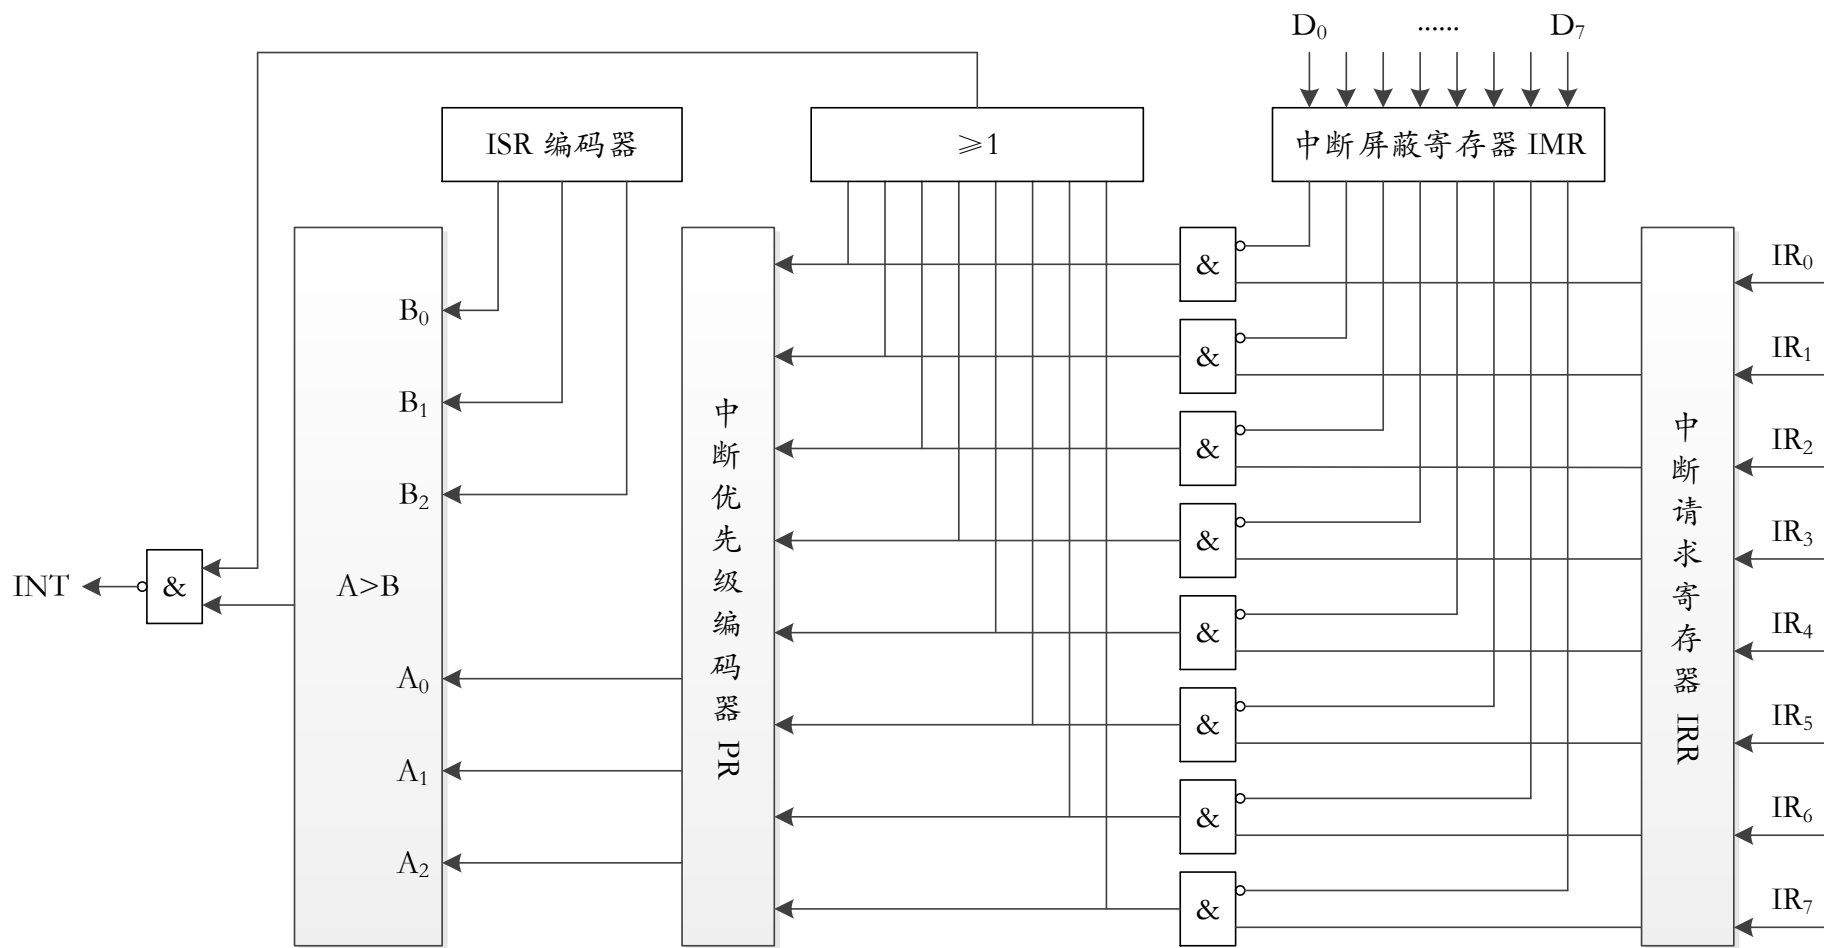 D₀ ...... D₇
ISR 编码器
≥1
中断屏蔽寄存器 IMR
&
IR₀
B₀
&
IR₁
B₁
中断优先级编码器 PR
中断请求寄存器 IRR
&
IR₂
B₂
&
IR₃
INT
&
A>B
&
IR₄
A₀
&
IR₅
A₁
&
IR₆
A₂
&
IR₇